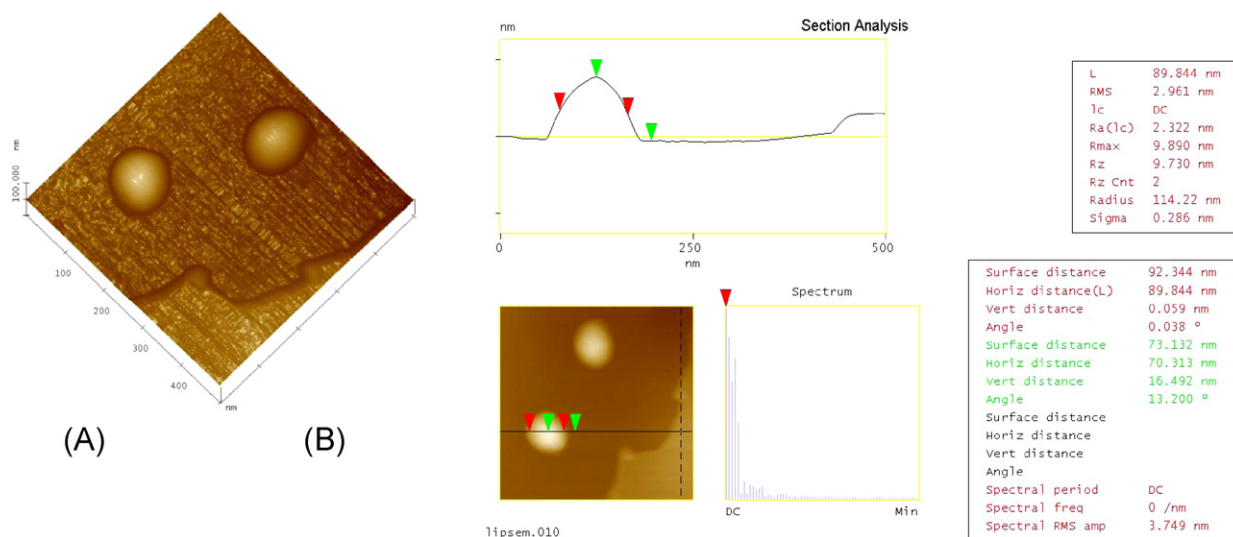 100.000 nm
100
200
300
400
nm
(A)
(B)
nm
Section Analysis
0
250
500
nm
Spectrum
DC
Min
lipsem.010
L 89.844 nm
RMS 2.961 nm
lc DC
Ra(lc) 2.322 nm
Rmax 9.890 nm
Rz 9.730 nm
Rz Cnt 2
Radius 114.22 nm
Sigma 0.286 nm
Surface distance 92.344 nm
Horiz distance(L) 89.844 nm
Vert distance 0.059 nm
Angle 0.038 º
Surface distance 73.132 nm
Horiz distance 70.313 nm
Vert distance 16.492 nm
Angle 13.200 º
Surface distance
Horiz distance
Vert distance
Angle
Spectral period DC
Spectral freq 0 /nm
Spectral RMS amp 3.749 nm